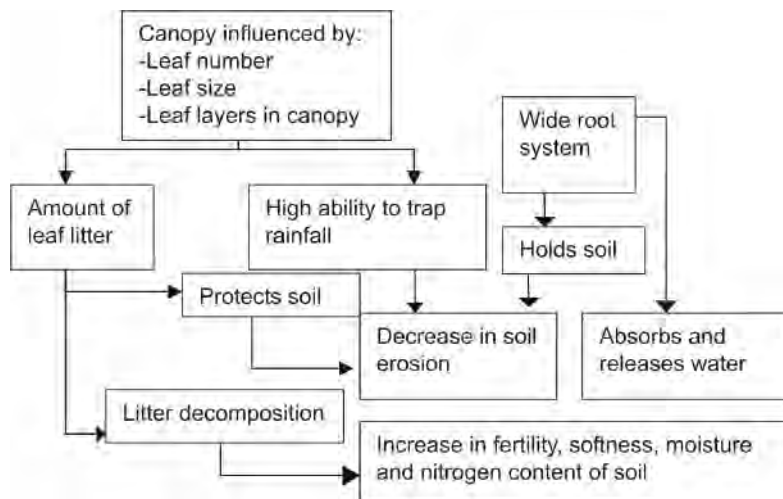 Canopy influenced by:
-Leaf number
-Leaf size
-Leaf layers in canopy
Wide root
system
Amount of
leaf litter
High ability to trap
rainfall
Holds soil
Protects soil
Decrease in soil
erosion
Absorbs and
releases water
Litter decomposition
Increase in fertility, softness, moisture
and nitrogen content of soil